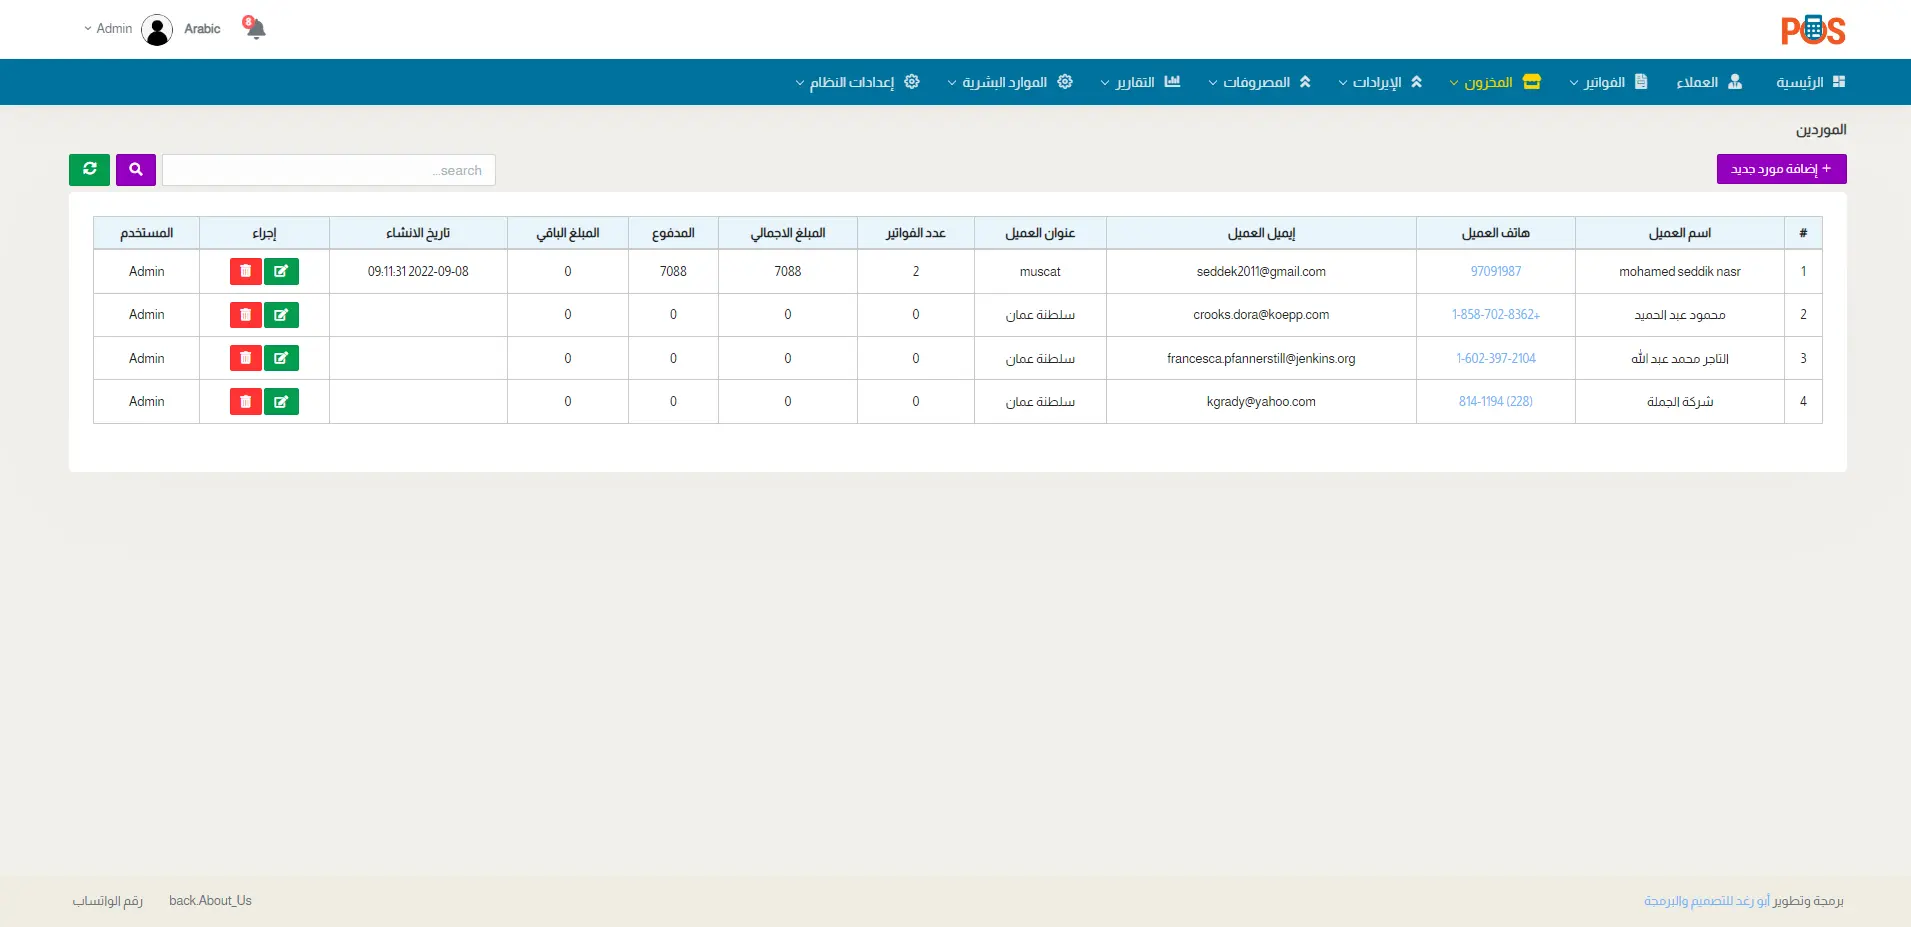 POS
8
Arabic
Admin
الرئيسية
العملاء
الفواتير
المخزون
الإيرادات
المصروفات
التقارير
الموارد البشرية
إعدادات النظام
الموردين
+ إضافة مورد جديد
search...
# اسم العميل هاتف العميل إيميل العميل عنوان العميل عدد الفواتير المبلغ الاجمالي المدفوع المبلغ الباقي تاريخ الانشاء إجراء المستخدم
1 mohamed seddik nasr 97091987 seddek2011@gmail.com muscat 2 7088 7088 0 2022-09-08 09:11:31 Admin
2 محمود عبد الحميد 1-858-702-8362+ crooks.dora@koepp.com سلطنة عمان 0 0 0 0 Admin
3 التاجر محمد عبد الله 1-602-397-2104 francesca.pfannerstill@jenkins.org سلطنة عمان 0 0 0 0 Admin
4 شركة الجملة 814-1194 (228) kgrady@yahoo.com سلطنة عمان 0 0 0 0 Admin
برمجة وتطوير أبو رغد للتصميم والبرمجة
back.About_Us
رقم الواتساب